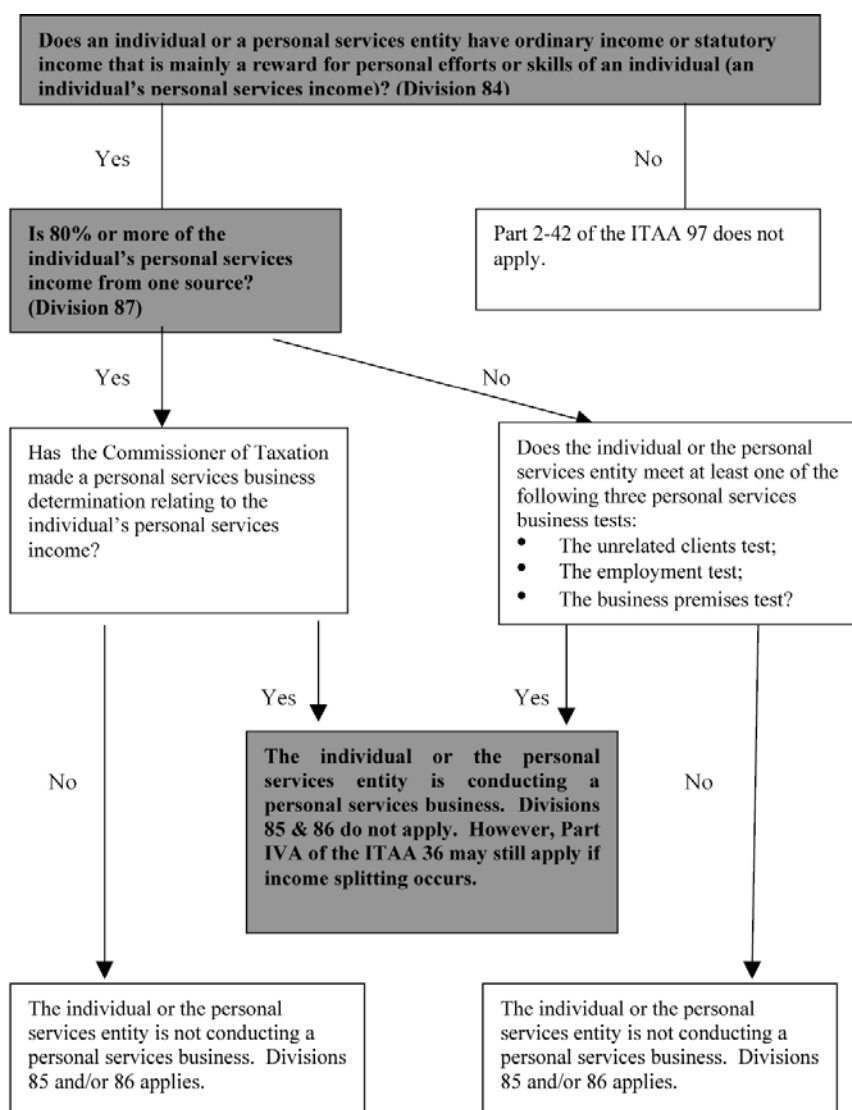 Does an individual or a personal services entity have ordinary income or statutory
income that is mainly a reward for personal efforts or skills of an individual (an
individual's personal services income)? (Division 84)
Yes
No
Is 80% or more of the
individual's personal services
income from one source?
(Division 87)
Part 2-42 of the ITAA 97 does not
apply.
Yes
No
Has the Commissioner of Taxation
made a personal services business
determination relating to the
individual's personal services
income?
Does the individual or the personal
services entity meet at least one of the
following three personal services
business tests:
• The unrelated clients test;
• The employment test;
• The business premises test?
Yes
Yes
No
No
The individual or the personal
services entity is conducting a
personal services business. Divisions
85 & 86 do not apply. However, Part
IVA of the ITAA 36 may still apply if
income splitting occurs.
The individual or the personal
services entity is not conducting a
personal services business. Divisions
85 and/or 86 applies.
The individual or the personal
services entity is not conducting a
personal services business. Divisions
85 and/or 86 applies.